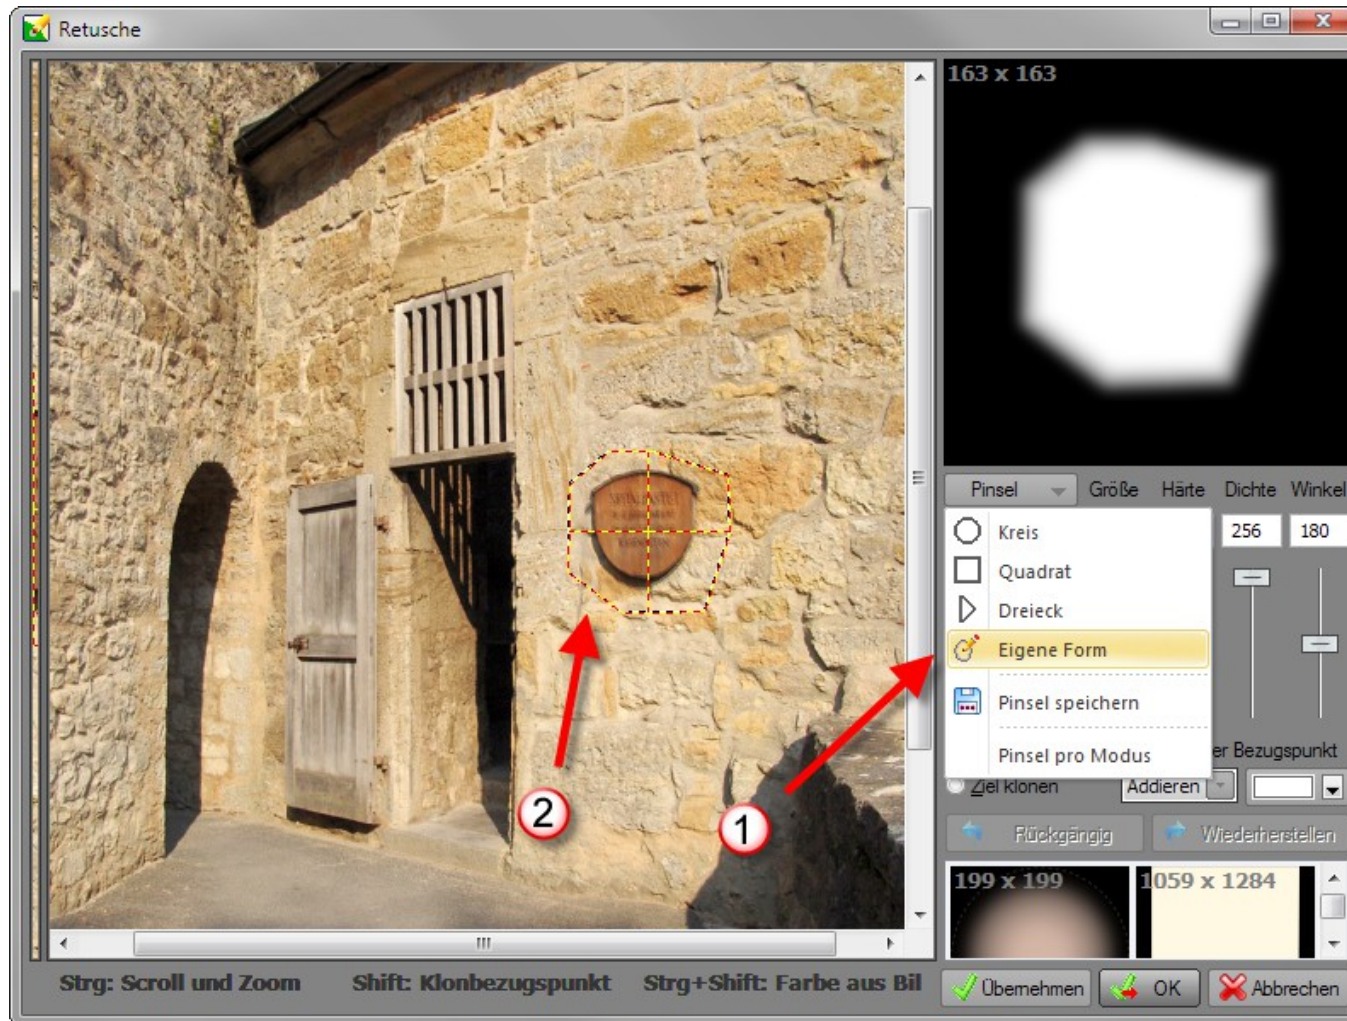 Retusche
163 x 163
Pinsel Größe Härte Dichte Winkel
Kreis
256 180
Quadrat
Dreieck
Eigene Form
Pinsel speichern
Pinsel pro Modus
er Bezugspunkt
Ziel klonen Addieren
Rückgängig Wiederherstellen
199 x 199 1059 x 1284
2
1
Strg: Scroll und Zoom Shift: Klonbezugspunkt Strg+Shift: Farbe aus Bil
Übernehmen OK Abbrechen